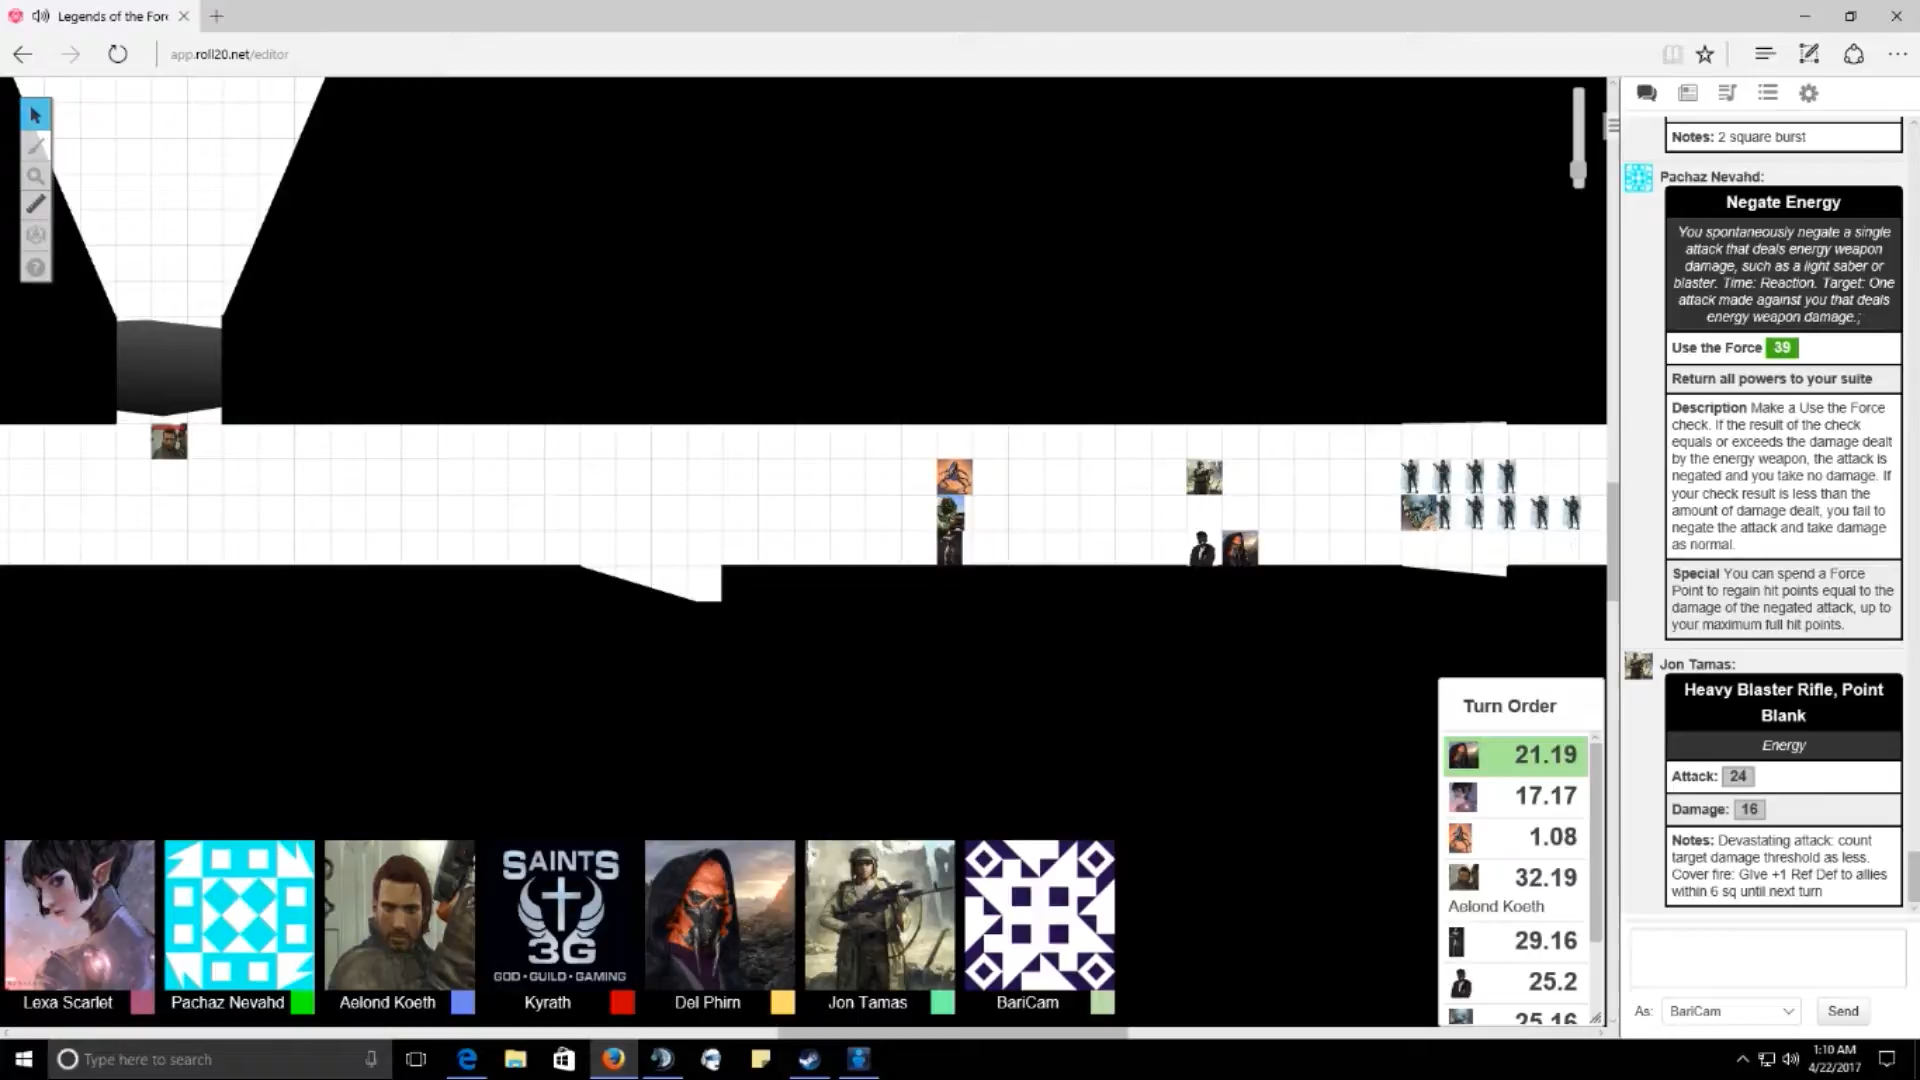 Legends of the For
app.roll20.net/editor
Notes: 2 square burst
Pachaz Nevahd:
Negate Energy
You spontaneously negate a single
attack that deals energy weapon
damage, such as a light saber or
blaster. Time: Reaction. Target: One
attack made against you that deals
energy weapon damage.;
Use the Force 39
Return all powers to your suite
Description Make a Use the Force
check. If the result of the check
equals or exceeds the damage dealt
by the energy weapon, the attack is
negated and you take no damage. If
your check result is less than the
amount of damage dealt, you fail to
negate the attack and take damage
as normal.
Special You can spend a Force
Point to regain hit points equal to the
damage of the negated attack, up to
your maximum full hit points.
Jon Tamas:
Heavy Blaster Rifle, Point
Blank
Energy
Attack: 24
Damage: 16
Notes: Devastating attack: count
target damage threshold as less.
Cover fire: Give +1 Ref Def to allies
within 6 sq until next turn
Turn Order
21.19
17.17
1.08
32.19
Aelond Koeth
29.16
25.2
25.16
SAINTS
3G
GOD • GUILD • GAMING
Lexa Scarlet
Pachaz Nevahd
Aelond Koeth
Kyrath
Del Phirn
Jon Tamas
BariCam
As: BariCam
Send
Type here to search
1:10 AM
4/22/2017